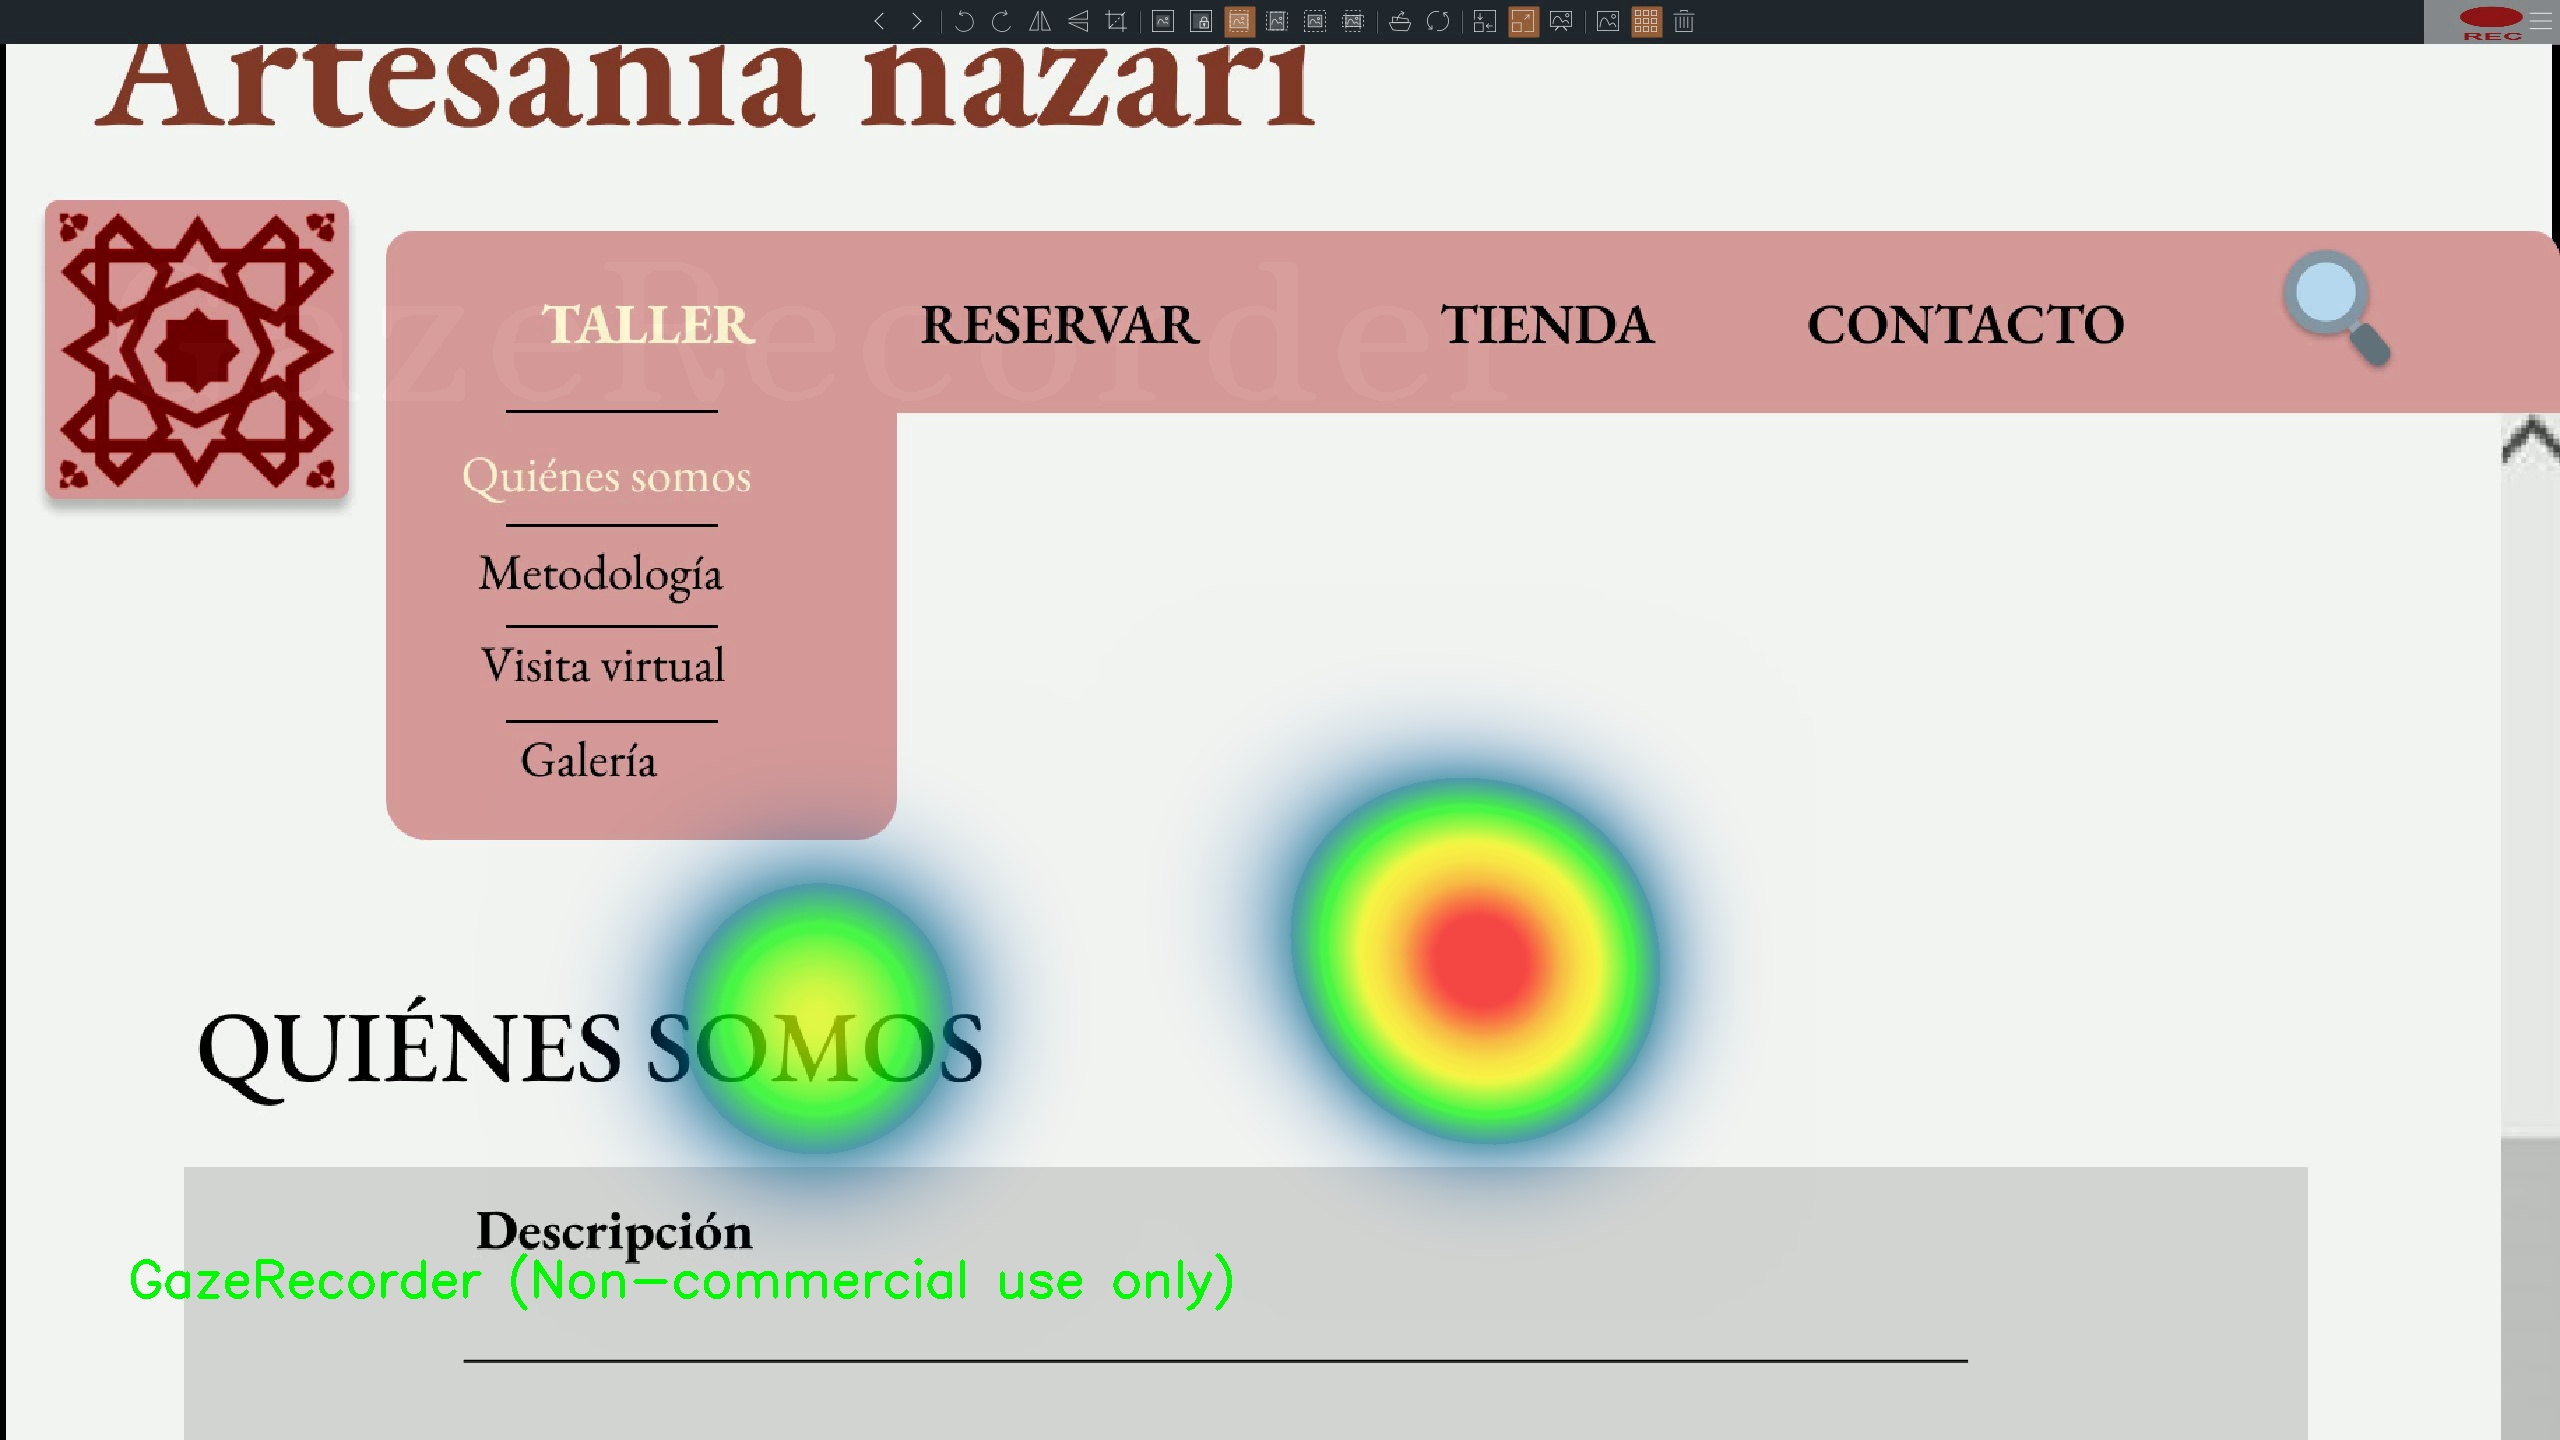 REC
Artesanía nazarí
GazeRecorder
TALLER RESERVAR TIENDA CONTACTO
Quiénes somos
Metodología
Visita virtual
Galería
QUIÉNES SOMOS
Descripción
GazeRecorder (Non-commercial use only)